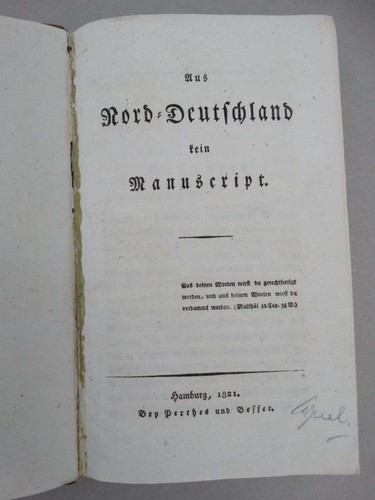 Aus
Nord-Deutschland
kein
Manuscript.
Aus deinen Worten wirst du gerechtfertigt
werden, und aus deinen Worten wirst du
verdammt werden. (Matthäi 12 Cap.
Hamburg, 1821.
Bey Perthes und Besser.